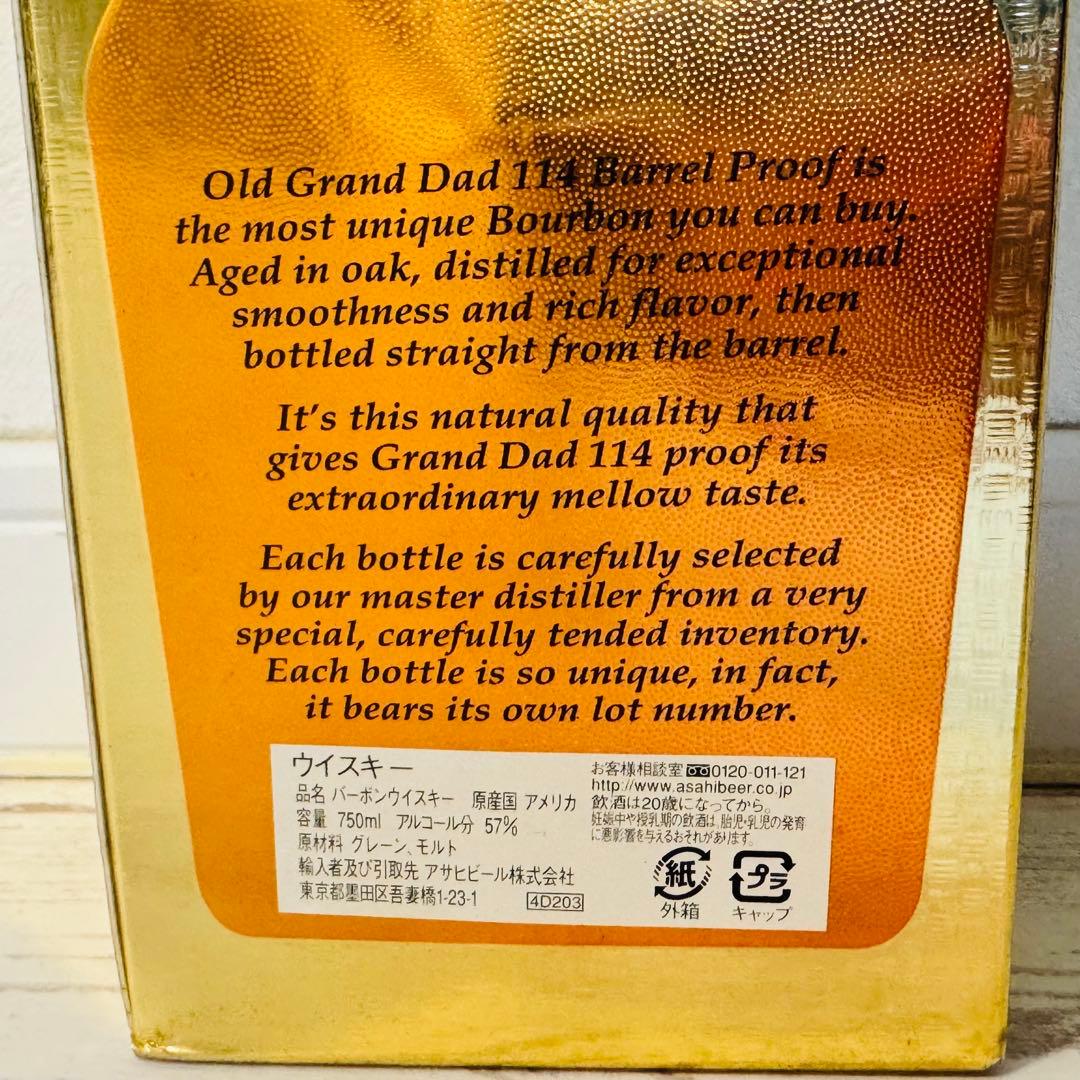 Old Grand Dad 114 Barrel Proof is
the most unique Bourbon you can buy.
Aged in oak, distilled for exceptional
smoothness and rich flavor, then
bottled straight from the barrel.
It's this natural quality that
gives Grand Dad 114 proof its
extraordinary mellow taste.
Each bottle is carefully selected
by our master distiller from a very
special, carefully tended inventory.
Each bottle is so unique, in fact,
it bears its own lot number.
ウイスキー
品名 バーボンウイスキー 原産国 アメリカ
容量 750ml アルコール分 57%
原材料 グレーン、モルト
輸入者及び引取先 アサヒビール株式会社
東京都墨田区吾妻橋1-23-1 4D203
お客様相談室 0120-011-121
http://www.asahibeer.co.jp
飲酒は20歳になってから。
妊娠中や授乳期の飲酒は、胎児・乳児の発育
に悪影響を与えるおそれがあります。
紙 プラ
外箱 キャップ